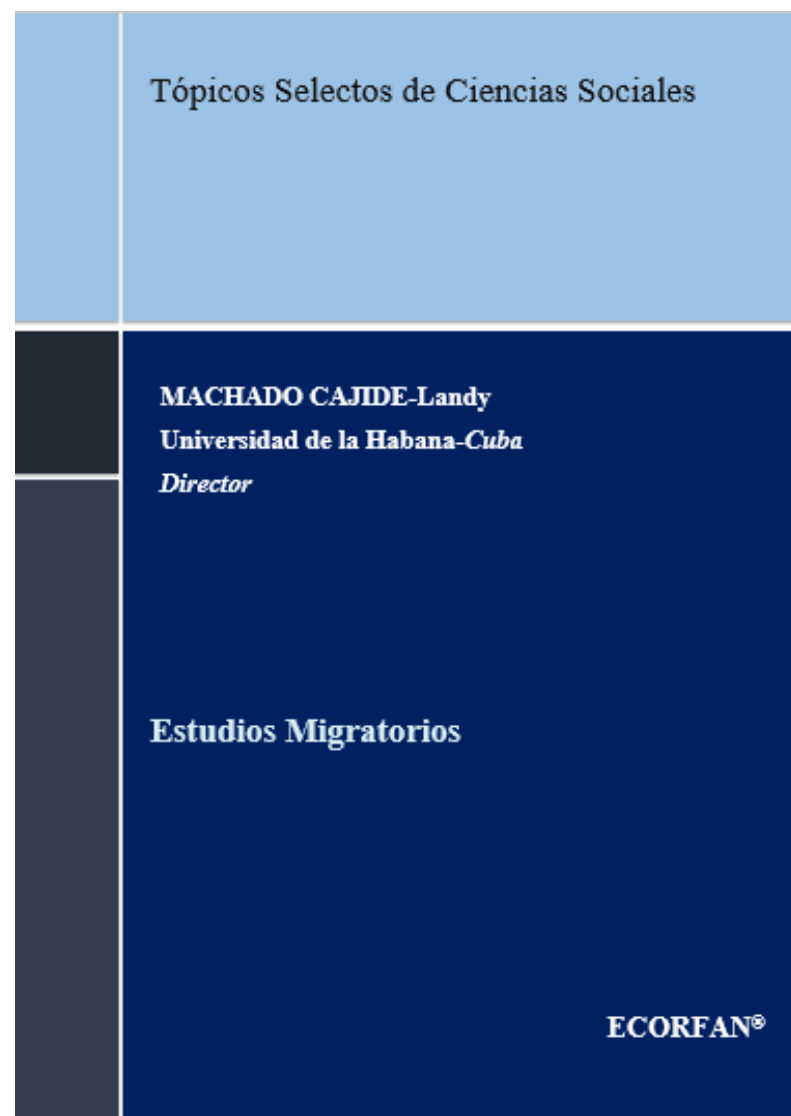 Tópicos Selectos de Ciencias Sociales
MACHADO CAJIDE-Landy
Universidad de la Habana-Cuba
Director
Estudios Migratorios
ECORFAN®